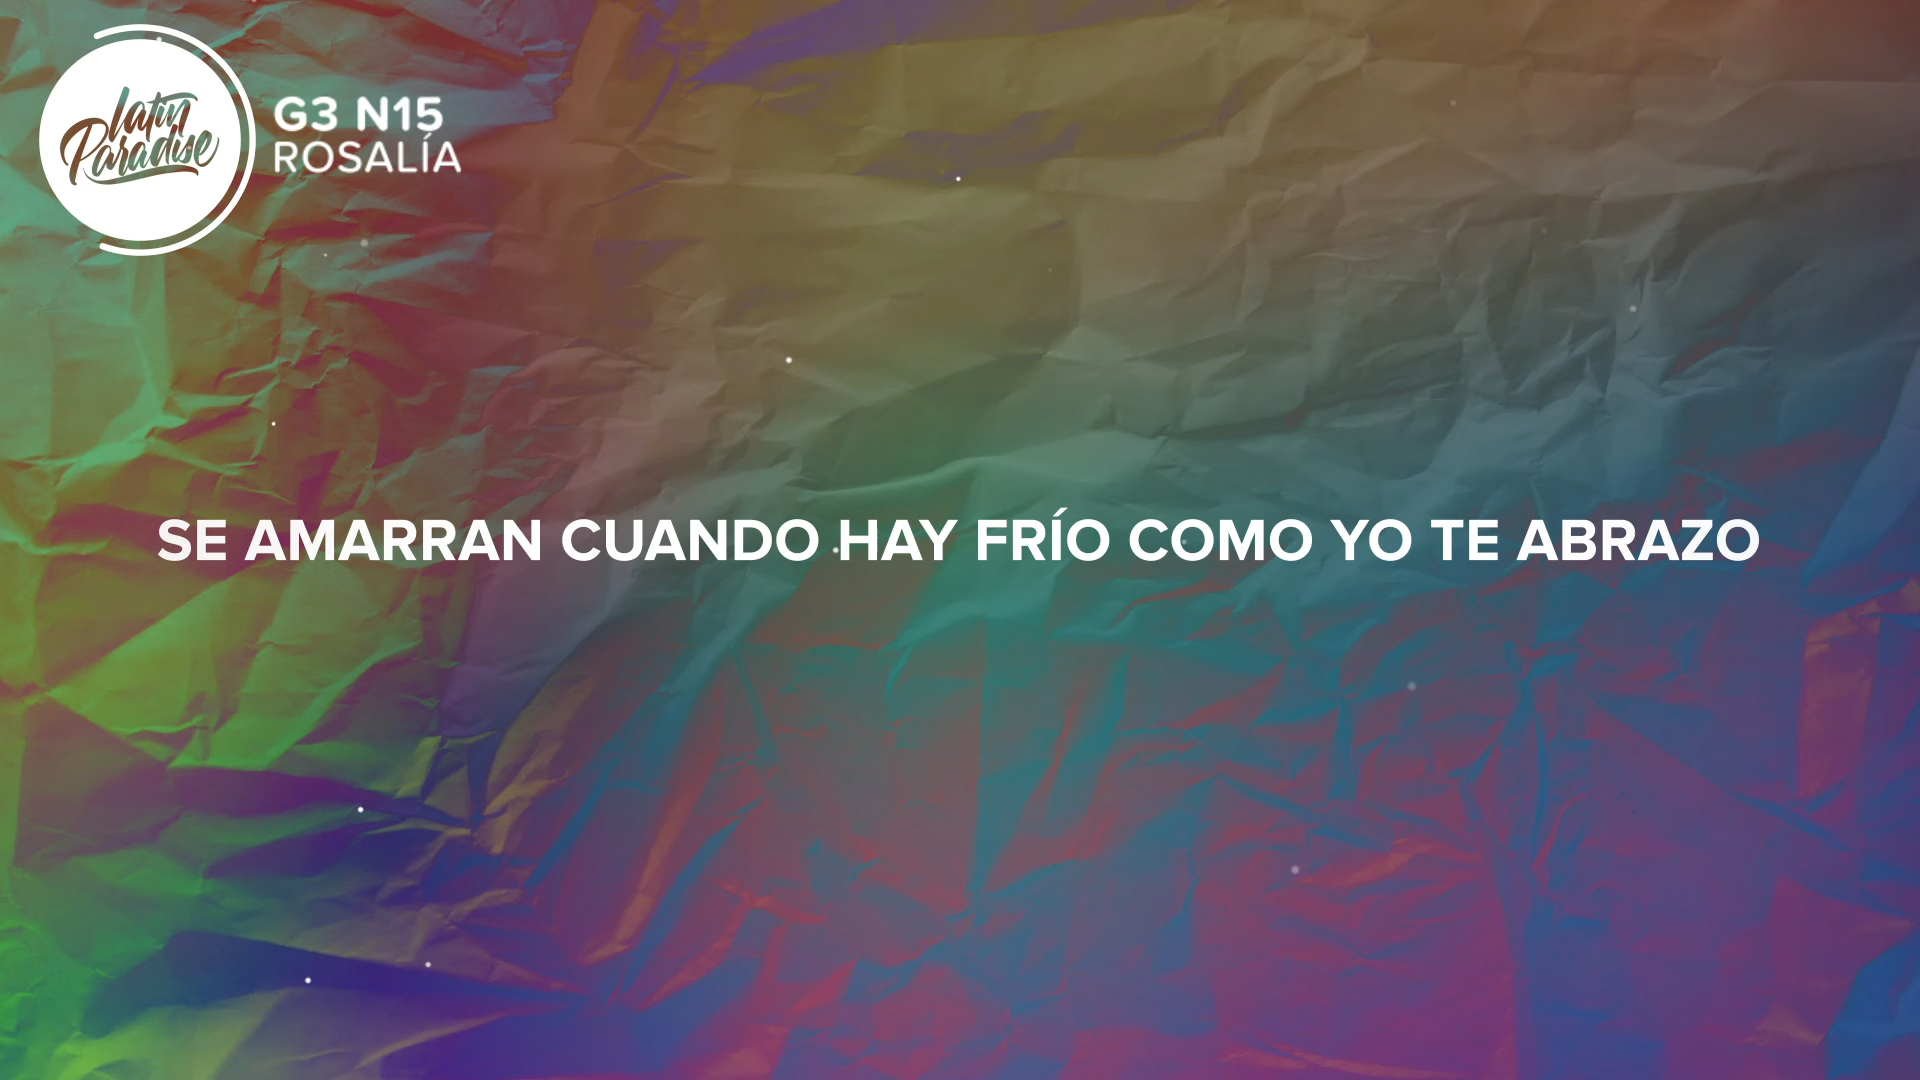 latin
Paradise
G3 N15
ROSALÍA
SE AMARRAN CUANDO HAY FRÍO COMO YO TE ABRAZO